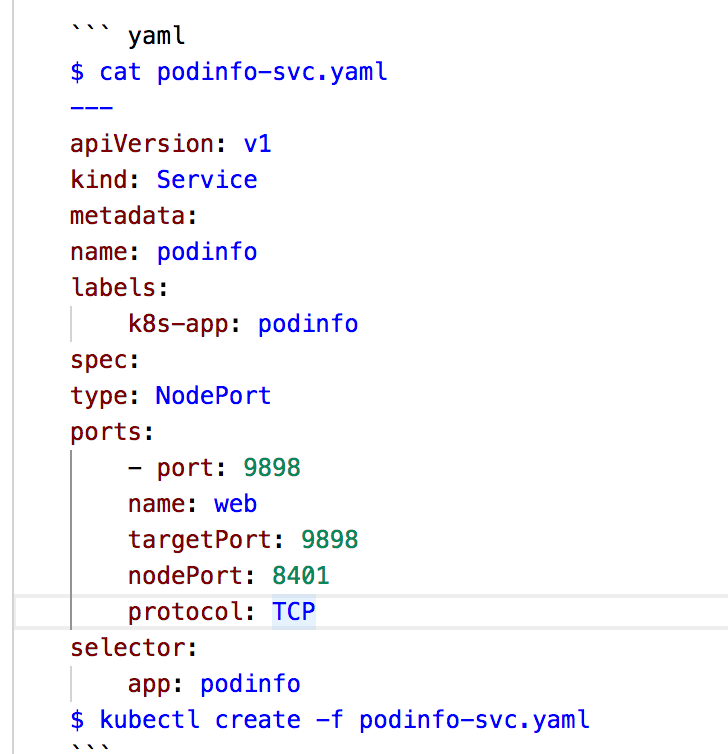 ``` yaml
$ cat podinfo-svc.yaml
---
apiVersion: v1
kind: Service
metadata:
name: podinfo
labels:
    k8s-app: podinfo
spec:
type: NodePort
ports:
    - port: 9898
    name: web
    targetPort: 9898
    nodePort: 8401
    protocol: TCP
selector:
    app: podinfo
$ kubectl create -f podinfo-svc.yaml
```